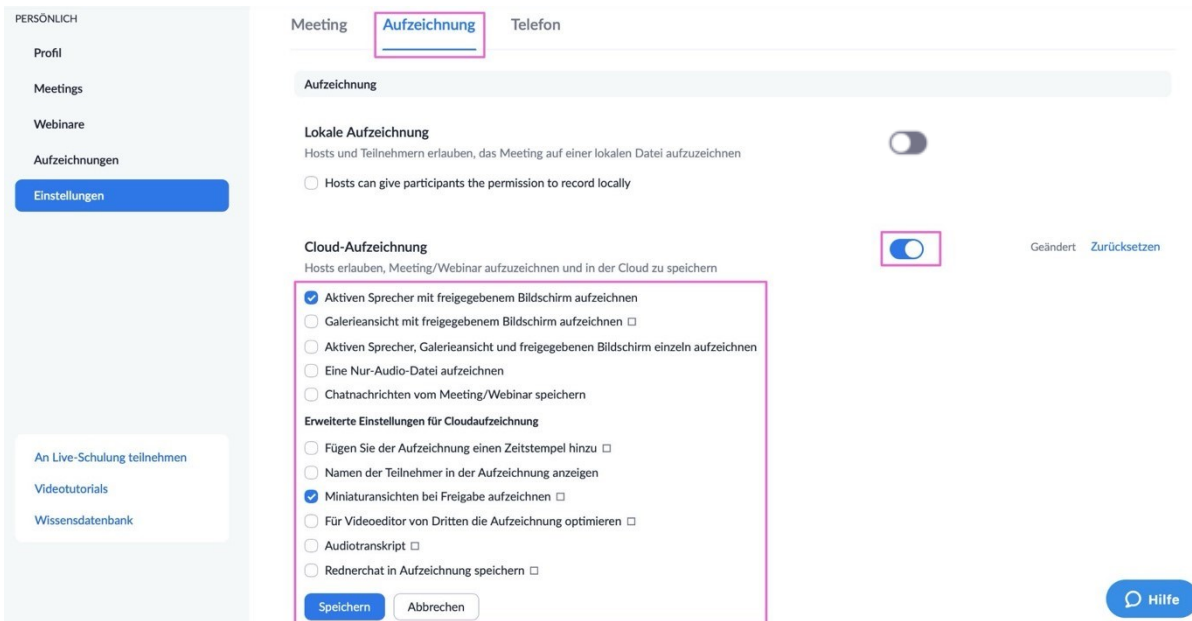 PERSÖNLICH
Profil
Meetings
Webinare
Aufzeichnungen
Einstellungen
An Live-Schulung teilnehmen
Videotutorials
Wissensdatenbank
Meeting Aufzeichnung Telefon
Aufzeichnung
Lokale Aufzeichnung
Hosts und Teilnehmern erlauben, das Meeting auf einer lokalen Datei aufzuzeichnen
Hosts can give participants the permission to record locally
Cloud-Aufzeichnung
Geändert Zurücksetzen
Hosts erlauben, Meeting/Webinar aufzuzeichnen und in der Cloud zu speichern
Aktiven Sprecher mit freigegebenem Bildschirm aufzeichnen
Galerieansicht mit freigegebenem Bildschirm aufzeichnen
Aktiven Sprecher, Galerieansicht und freigegebenen Bildschirm einzeln aufzeichnen
Eine Nur-Audio-Datei aufzeichnen
Chatnachrichten vom Meeting/Webinar speichern
Erweiterte Einstellungen für Cloudaufzeichnung
Fügen Sie der Aufzeichnung einen Zeitstempel hinzu
Namen der Teilnehmer in der Aufzeichnung anzeigen
Miniaturansichten bei Freigabe aufzeichnen
Für Videoeditor von Dritten die Aufzeichnung optimieren
Audiotranskript
Rednerchat in Aufzeichnung speichern
Speichern Abbrechen
Hilfe